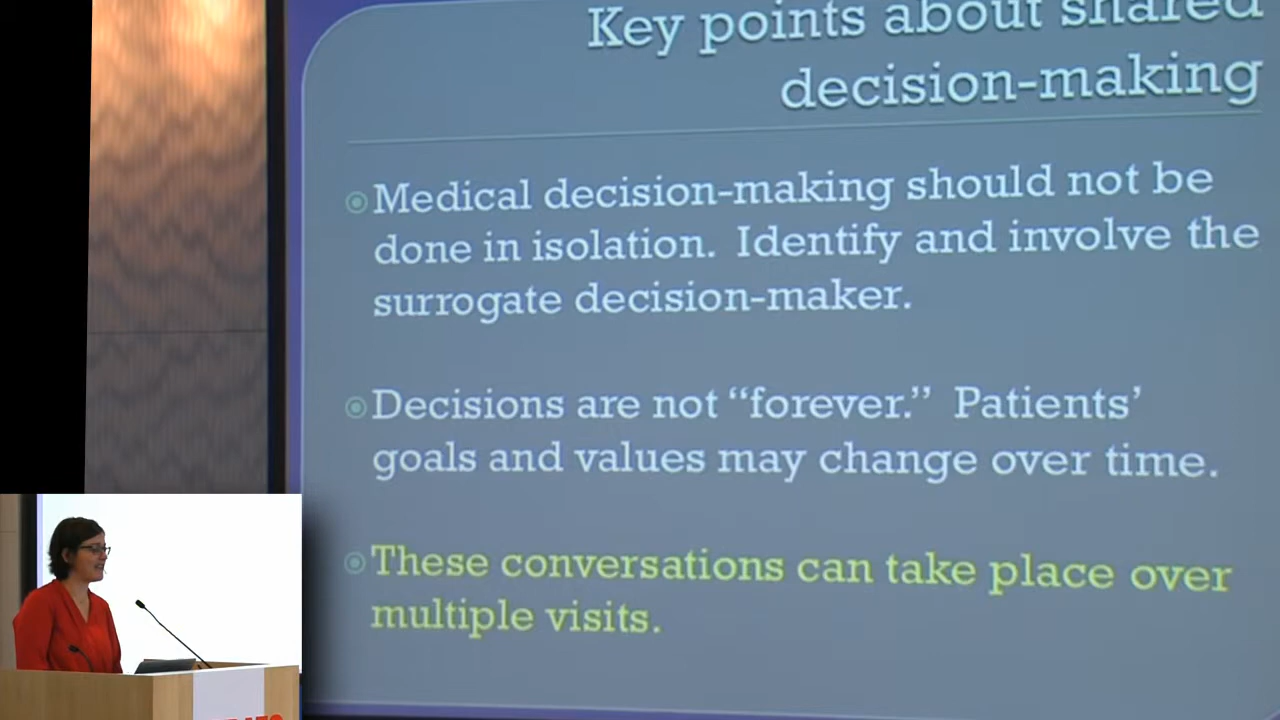 Key points about shared
decision-making
Medical decision-making should not be
done in isolation. Identify and involve the
surrogate decision-maker.
Decisions are not “forever.” Patients’
goals and values may change over time.
These conversations can take place over
multiple visits.